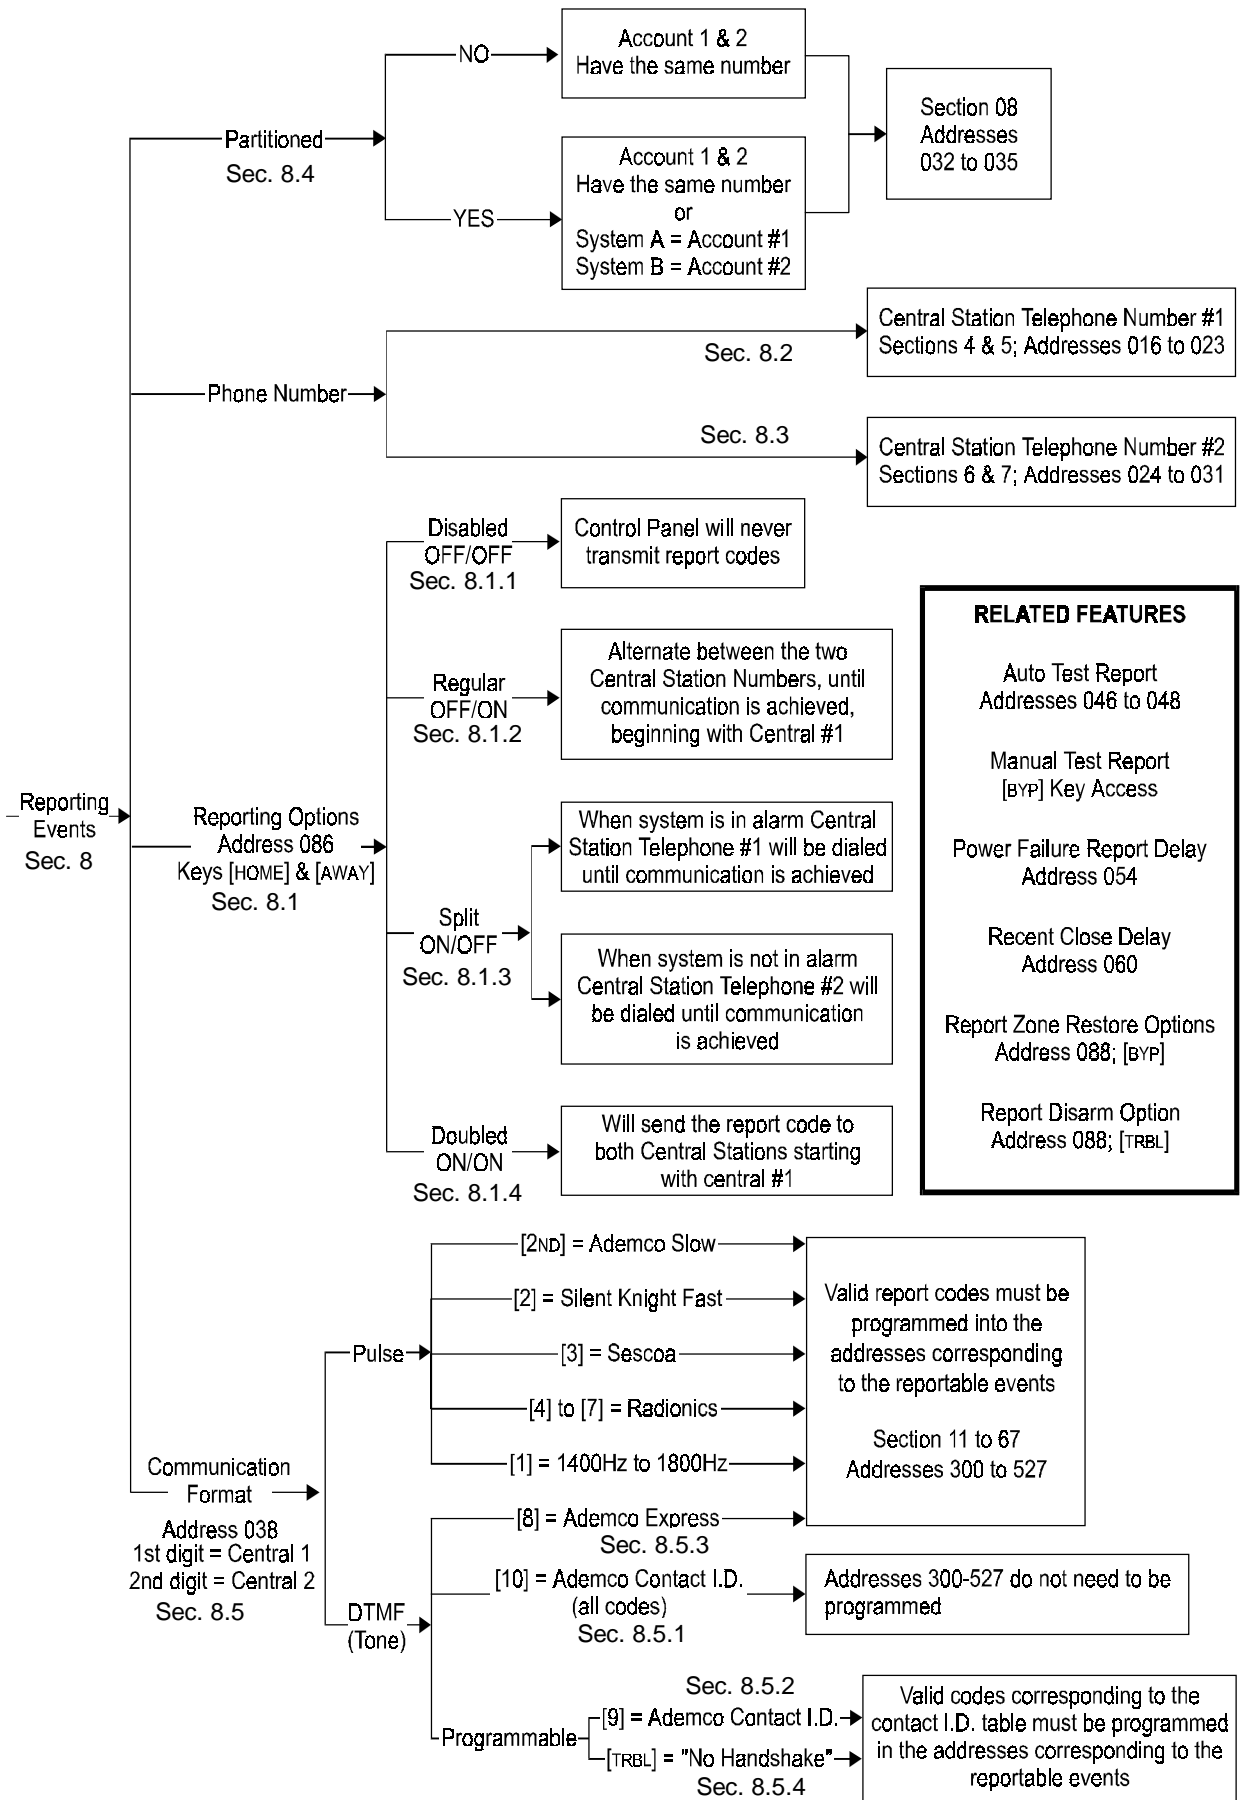 NO
Account 1 & 2
Have the same number
Section 08
Addresses
032 to 035
Partitioned
Sec. 8.4
YES
Account 1 & 2
Have the same number
or
System A = Account #1
System B = Account #2
Central Station Telephone Number #1
Sections 4 & 5; Addresses 016 to 023
Sec. 8.2
Phone Number
Sec. 8.3
Central Station Telephone Number #2
Sections 6 & 7; Addresses 024 to 031
Disabled
OFF/OFF
Sec. 8.1.1
Control Panel will never
transmit report codes
Regular
OFF/ON
Sec. 8.1.2
Alternate between the two
Central Station Numbers, until
communication is achieved,
beginning with Central #1
Reporting
Events
Sec. 8
Reporting Options
Address 086
Keys [HOME] & [AWAY]
Sec. 8.1
When system is in alarm Central
Station Telephone #1 will be dialed
until communication is achieved
Split
ON/OFF
Sec. 8.1.3
When system is not in alarm
Central Station Telephone #2 will
be dialed until communication
is achieved
Doubled
ON/ON
Sec. 8.1.4
Will send the report code to
both Central Stations starting
with central #1
RELATED FEATURES
Auto Test Report
Addresses 046 to 048
Manual Test Report
[BYP] Key Access
Power Failure Report Delay
Address 054
Recent Close Delay
Address 060
Report Zone Restore Options
Address 088; [BYP]
Report Disarm Option
Address 088; [TRBL]
Communication
Format
Address 038
1st digit = Central 1
2nd digit = Central 2
Sec. 8.5
Pulse
[2ND] = Ademco Slow
[2] = Silent Knight Fast
[3] = Sescoa
[4] to [7] = Radionics
[1] = 1400Hz to 1800Hz
Valid report codes must be
programmed into the
addresses corresponding
to the reportable events
Section 11 to 67
Addresses 300 to 527
DTMF
(Tone)
[8] = Ademco Express
Sec. 8.5.3
[10] = Ademco Contact I.D.
(all codes)
Sec. 8.5.1
Addresses 300-527 do not need to be
programmed
Sec. 8.5.2
Programmable
[9] = Ademco Contact I.D.
[TRBL] = "No Handshake"
Sec. 8.5.4
Valid codes corresponding to the
contact I.D. table must be programmed
in the addresses corresponding to the
reportable events